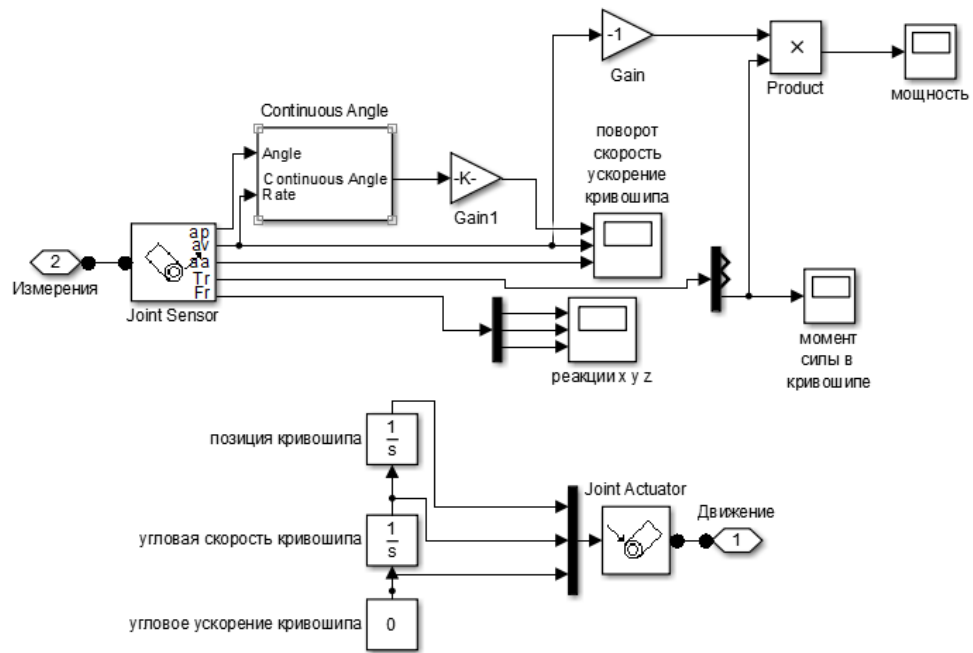 -1
Gain
×
Product
мощность
Continuous Angle
Angle
Continuous Angle
Rate
-K-
Gain1
поворот
скорость
ускорение
кривошипа
2
Измерения
ap
av
aa
Tr
Fr
Joint Sensor
реакции x y z
момент
силы в
кривошипе
позиция кривошипа
1
s
угловая скорость кривошипа
1
s
угловое ускорение кривошипа
0
Joint Actuator
Движение
1